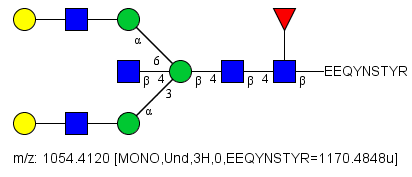 α
6
EEQYNSTYR
β 4 β 4 β 4 β
3
α
m/z: 1054.4120 [MONO,Und,3H,0,EEQYNSTYR=1170.4848u]